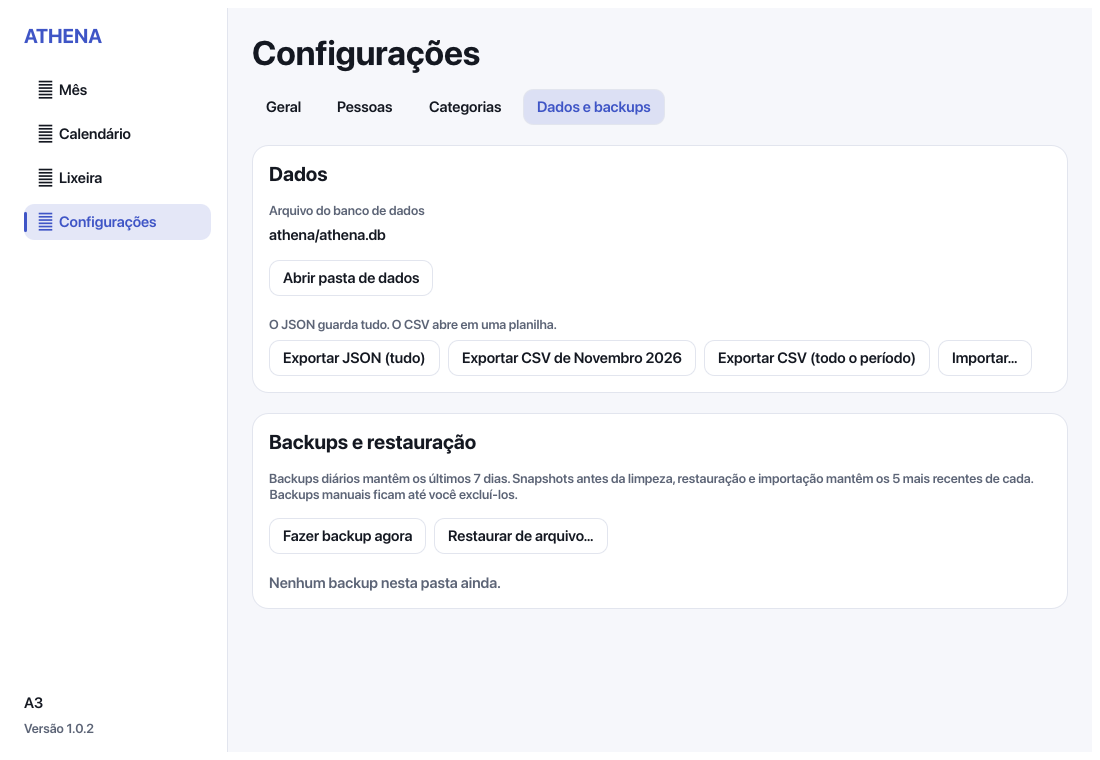 ATHENA
Mês
Calendário
Lixeira
Configurações
A3
Versão 1.0.2
Configurações
Geral
Pessoas
Categorias
Dados e backups
Dados
Arquivo do banco de dados
athena/athena.db
Abrir pasta de dados
O JSON guarda tudo. O CSV abre em uma planilha.
Exportar JSON (tudo)
Exportar CSV de Novembro 2026
Exportar CSV (todo o período)
Importar...
Backups e restauração
Backups diários mantêm os últimos 7 dias. Snapshots antes da limpeza, restauração e importação mantêm os 5 mais recentes de cada.
Backups manuais ficam até você excluí-los.
Fazer backup agora
Restaurar de arquivo...
Nenhum backup nesta pasta ainda.